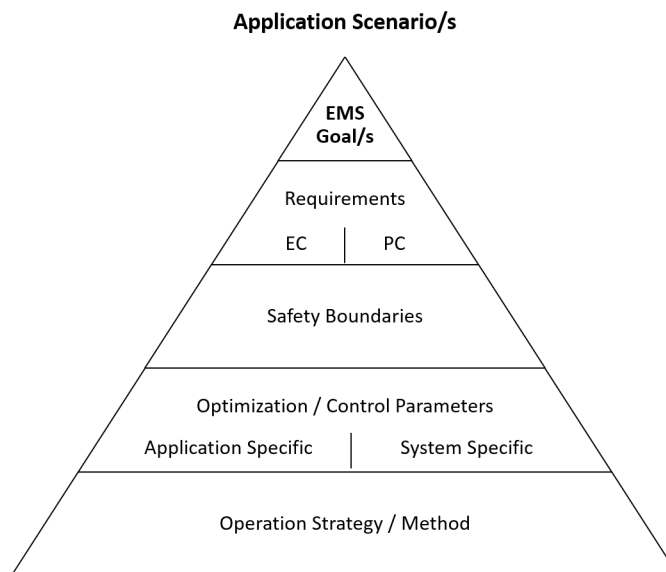 Application Scenario/s
EMS
Goal/s
Requirements
EC
PC
Safety Boundaries
Optimization / Control Parameters
Application Specific
System Specific
Operation Strategy / Method